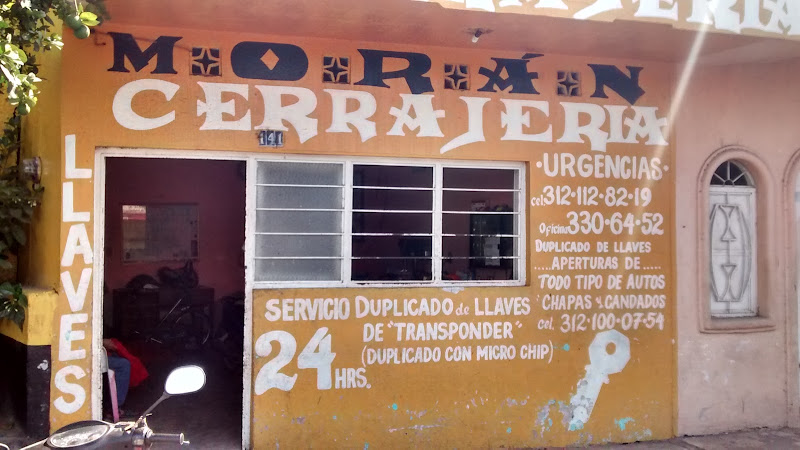 MORÁN
CERRAJERIA
141
LLAVES
·URGENCIAS·
cel. 312-112-82-19
Oficina 330-64-52
DUPLICADO DE LLAVES
.....APERTURAS DE.....
TODO TIPO DE AUTOS
CHAPAS y CANDADOS
cel. 312-100-07-54
SERVICIO DUPLICADO de LLAVES
DE "TRANSPONDER"
(DUPLICADO CON MICRO CHIP)
24 HRS.